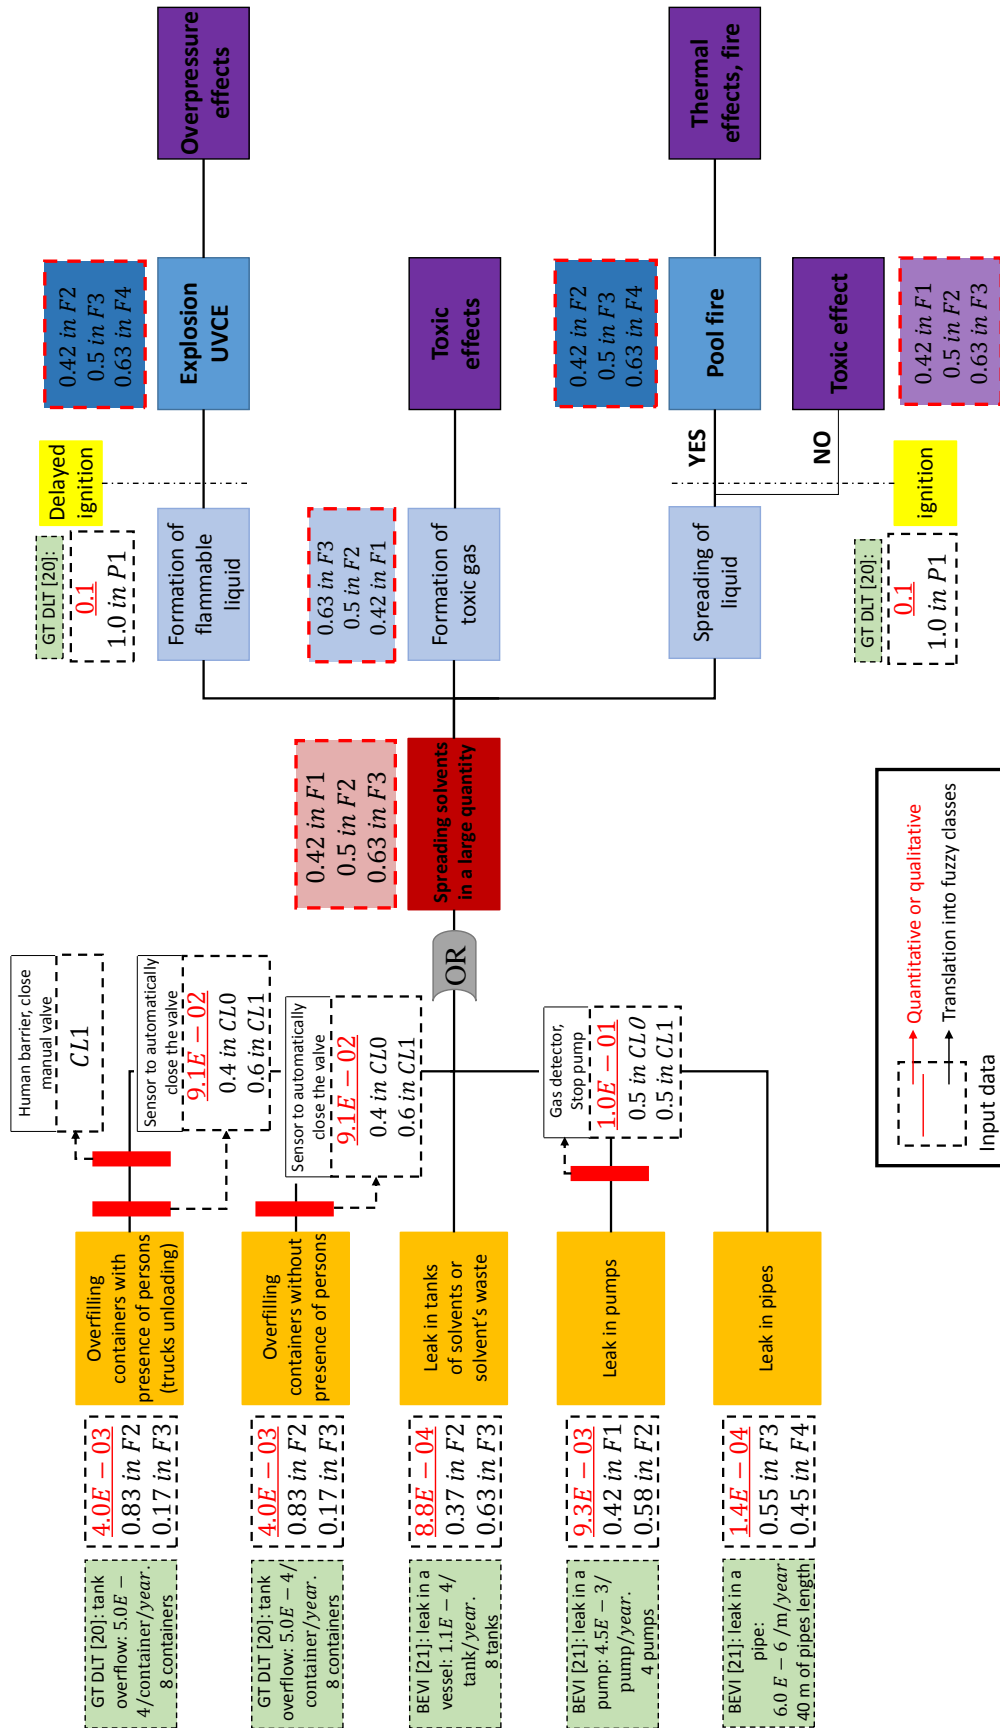 GT DLT [20]: tank
overflow: 5.0E −
4/container/year.
8 containers
4.0E − 03
0.83 in F2
0.17 in F3
Overfilling
containers with
presence of persons
(trucks unloading)
Human barrier, close
manual valve
CL1
Sensor to automatically
close the valve
9.1E − 02
0.4 in CL0
0.6 in CL1
GT DLT [20]: tank
overflow: 5.0E − 4/
container/year.
8 containers
4.0E − 03
0.83 in F2
0.17 in F3
Overfilling
containers without
presence of persons
Sensor to automatically
close the valve
9.1E − 02
0.4 in CL0
0.6 in CL1
BEVI [21]: leak in a
vessel: 1.1E − 4/
tank/year.
8 tanks
8.8E − 04
0.37 in F2
0.63 in F3
Leak in tanks
of solvents or
solvent's waste
BEVI [21]: leak in a
pump: 4.5E − 3/
pump/year.
4 pumps
9.3E − 03
0.42 in F1
0.58 in F2
Leak in pumps
Gas detector,
Stop pump
1.0E − 01
0.5 in CL0
0.5 in CL1
BEVI [21]: leak in a
pipe:
6.0 E − 6 /m/year
40 m of pipes length
1.4E − 04
0.55 in F3
0.45 in F4
Leak in pipes
OR
0.42 in F1
0.5 in F2
0.63 in F3
Spreading solvents
in a large quantity
GT DLT [20]:
0.1
1.0 in P1
Delayed
ignition
Formation of
flammable
liquid
0.42 in F2
0.5 in F3
0.63 in F4
Explosion
UVCE
Overpressure
effects
0.63 in F3
0.5 in F2
0.42 in F1
Formation of
toxic gas
Toxic
effects
Spreading of
liquid
YES
NO
0.42 in F2
0.5 in F3
0.63 in F4
Pool fire
Thermal
effects, fire
Toxic effect
0.42 in F1
0.5 in F2
0.63 in F3
GT DLT [20]:
0.1
1.0 in P1
ignition
Quantitative or qualitative
Translation into fuzzy classes
Input data